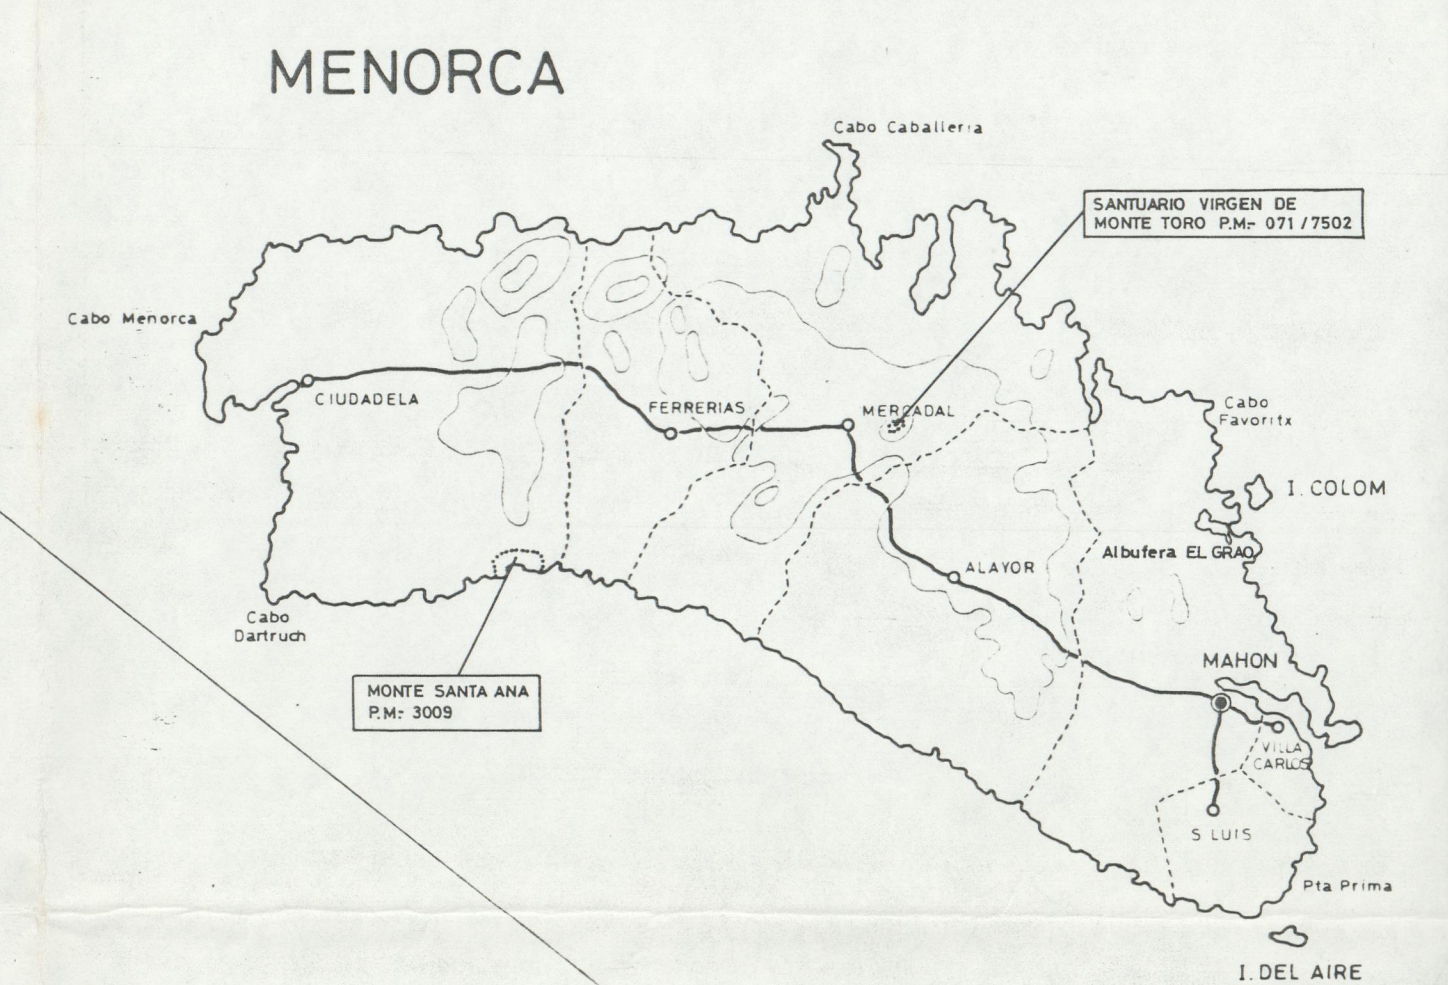 MENORCA
Cabo Caballeria
SANTUARIO VIRGEN DE
MONTE TORO P.M.- 071/7502
Cabo Menorca
CIUDADELA
FERRERIAS
MERCADAL
Cabo
Favoritx
I. COLOM
Albufera EL GRAO
ALAYOR
Cabo
Dartruch
MAHON
MONTE SANTA ANA
P.M.- 3009
VILLA
CARLOS
S LUIS
Pta Prima
I. DEL AIRE